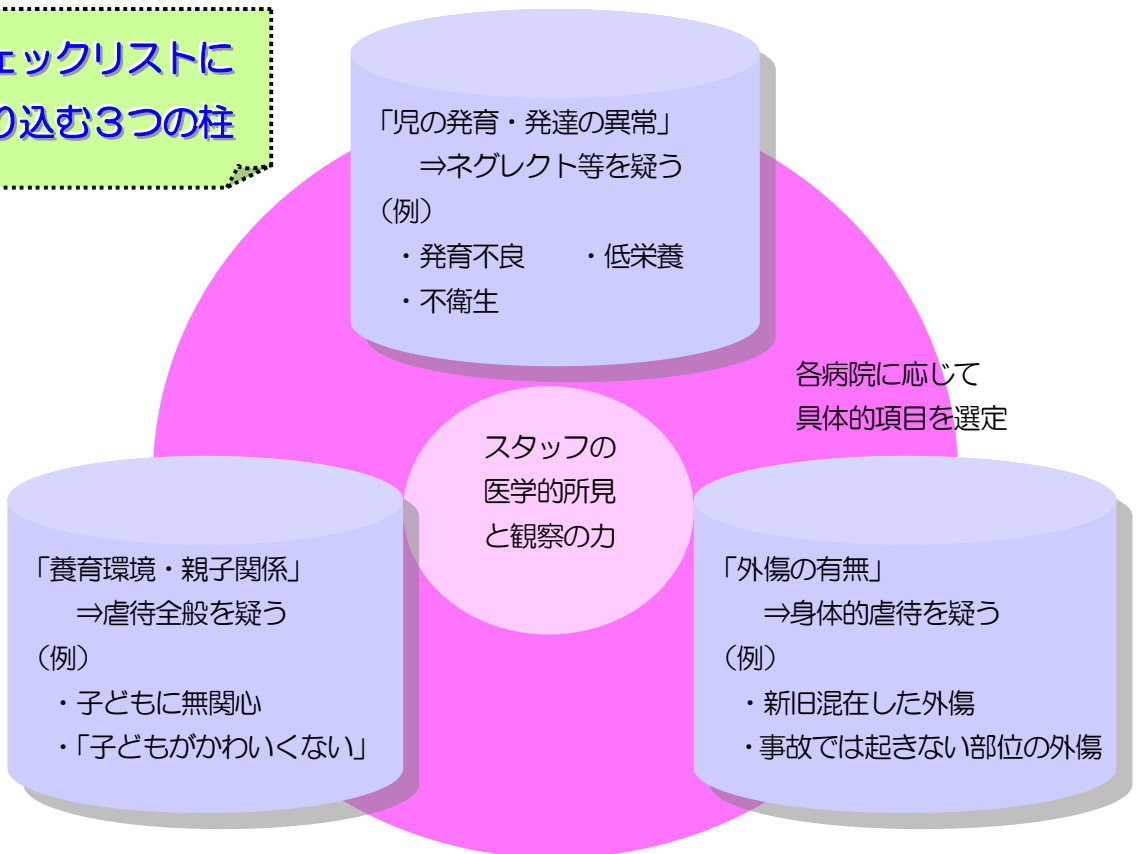 ェックリストに
り込む３つの柱
「児の発育・発達の異常」
⇒ネグレクト等を疑う
（例）
・発育不良　　・低栄養
・不衛生
各病院に応じて
具体的項目を選定
スタッフの
医学的所見
と観察の力
「養育環境・親子関係」
⇒虐待全般を疑う
（例）
・子どもに無関心
・「子どもがかわいくない」
「外傷の有無」
⇒身体的虐待を疑う
（例）
・新旧混在した外傷
・事故では起きない部位の外傷